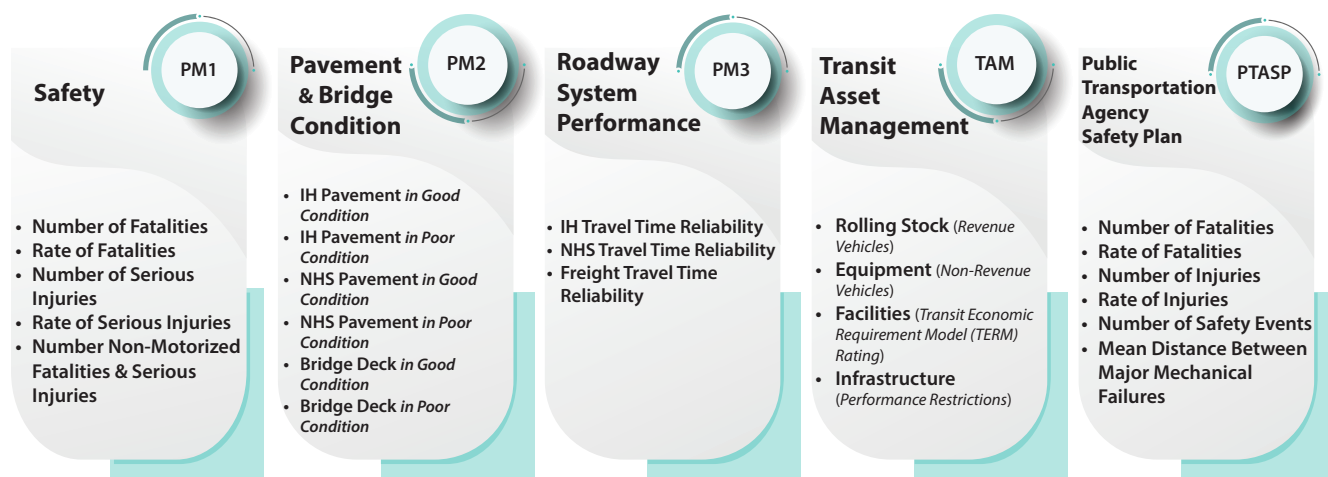 Safety
PM1
• Number of Fatalities
• Rate of Fatalities
• Number of Serious
Injuries
• Rate of Serious Injuries
• Number Non-Motorized
Fatalities & Serious
Injuries
Pavement
& Bridge
Condition
PM2
• IH Pavement in Good
Condition
• IH Pavement in Poor
Condition
• NHS Pavement in Good
Condition
• NHS Pavement in Poor
Condition
• Bridge Deck in Good
Condition
• Bridge Deck in Poor
Condition
Roadway
System
Performance
PM3
• IH Travel Time Reliability
• NHS Travel Time Reliability
• Freight Travel Time
Reliability
Transit
Asset
Management
TAM
• Rolling Stock (Revenue
Vehicles)
• Equipment (Non-Revenue
Vehicles)
• Facilities (Transit Economic
Requirement Model (TERM)
Rating)
• Infrastructure
(Performance Restrictions)
Public
Transportation
Agency
Safety Plan
PTASP
• Number of Fatalities
• Rate of Fatalities
• Number of Injuries
• Rate of Injuries
• Number of Safety Events
• Mean Distance Between
Major Mechanical
Failures